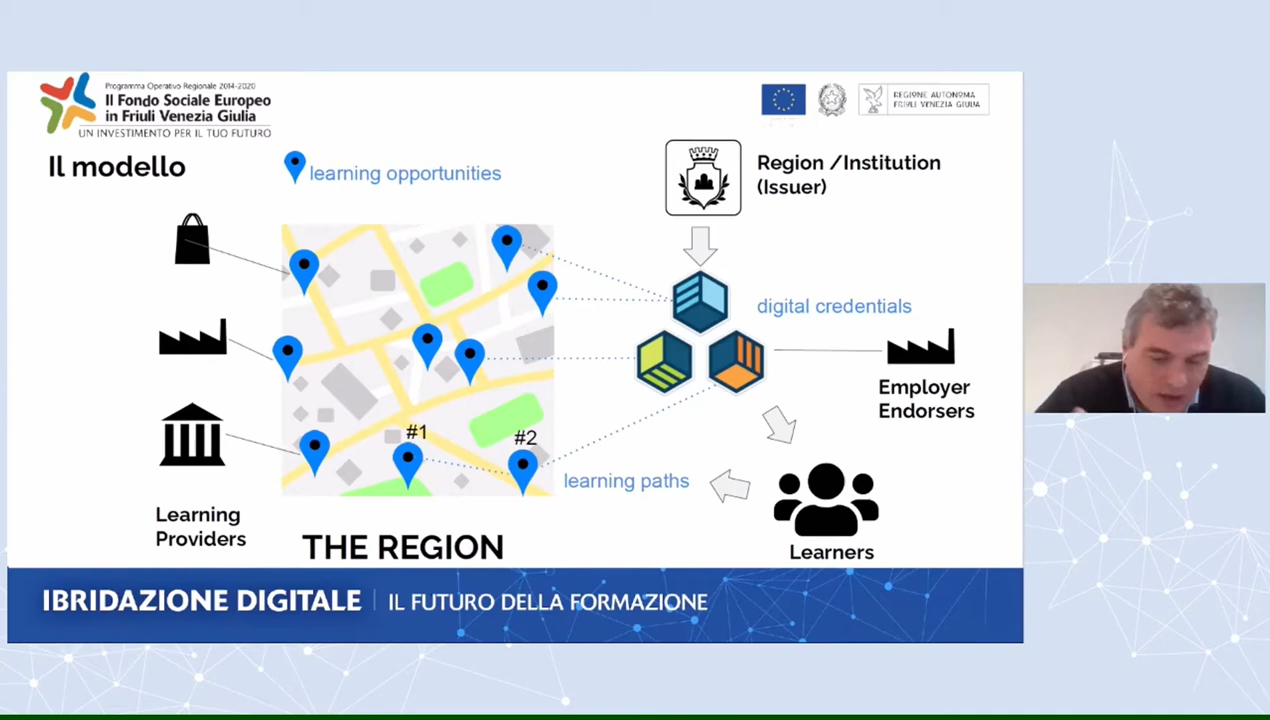 Programma Operativo Regionale 2014-2020
Il Fondo Sociale Europeo
in Friuli Venezia Giulia
UN INVESTIMENTO PER IL TUO FUTURO
REGIONE AUTONOMA
FRIULI VENEZIA GIULIA
Il modello
learning opportunities
Region /Institution
(Issuer)
digital credentials
Employer
Endorsers
#1
#2
learning paths
Learning
Providers
THE REGION
Learners
IBRIDAZIONE DIGITALE | IL FUTURO DELLA FORMAZIONE